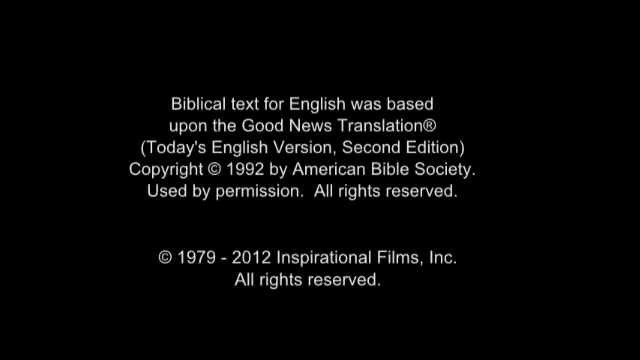 Biblical text for English was based
upon the Good News Translation®
(Today's English Version, Second Edition)
Copyright © 1992 by American Bible Society.
Used by permission.  All rights reserved.
© 1979 - 2012 Inspirational Films, Inc.
All rights reserved.